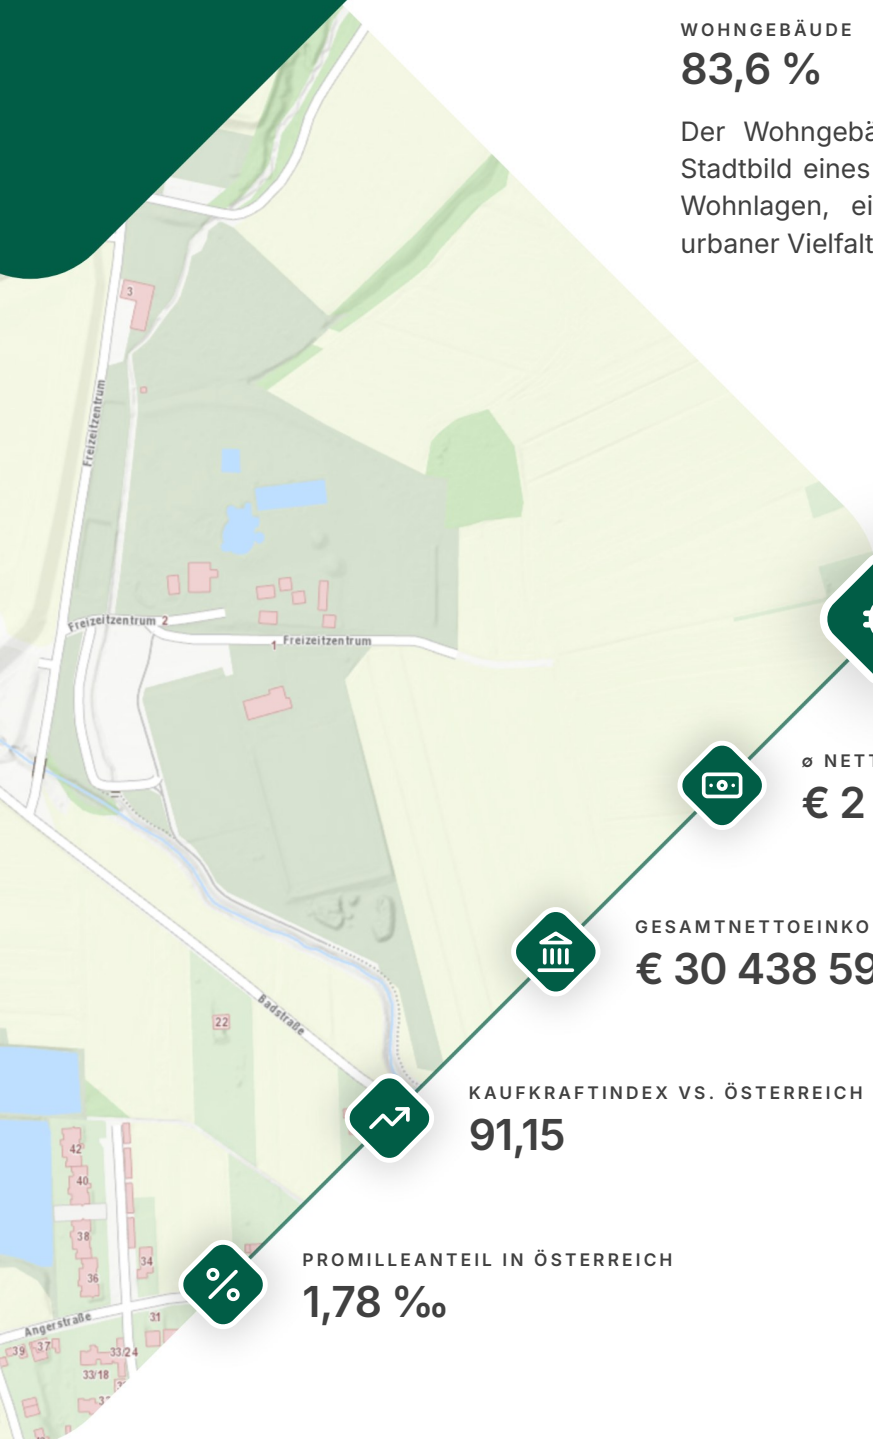 WOHNGEBÄUDE
83,6 %
Der Wohngebä
Stadtbild eines
Wohnlagen, ei
urbaner Vielfalt
3
Freizeitzentrum
Freizeitzentrum 2
1 Freizeitzentrum
ø NETT
€ 2
GESAMTNETTOEINKO
€ 30 438 59
Badstraße
22
KAUFKRAFTINDEX VS. ÖSTERREICH
91,15
42
40
38
36
34
PROMILLEANTEIL IN ÖSTERREICH
1,78 ‰
Angerstraße
31
39
37
33/24
33/18